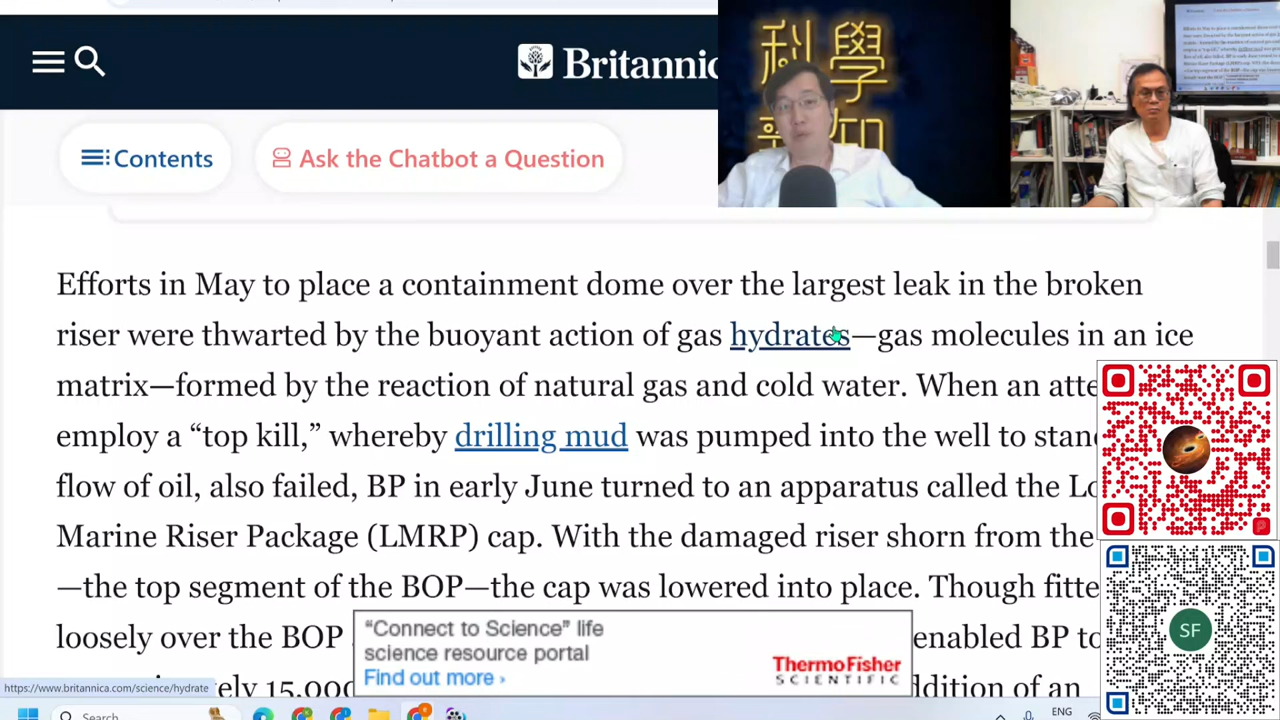 Britannic
Contents
Ask the Chatbot a Question
科學
知
Efforts in May to place a containment dome over the largest leak in the broken
riser were thwarted by the buoyant action of gas hydrates—gas molecules in an ice
matrix—formed by the reaction of natural gas and cold water. When an atte
employ a “top kill,” whereby drilling mud was pumped into the well to stan
flow of oil, also failed, BP in early June turned to an apparatus called the Lo
Marine Riser Package (LMRP) cap. With the damaged riser shorn from the
—the top segment of the BOP—the cap was lowered into place. Though fitte
loosely over the BOP enabled BP to
ely 15,000 ddition of an
“Connect to Science” life
science resource portal
Find out more ›
ThermoFisher
SCIENTIFIC
SF
https://www.britannica.com/science/hydrate
Search
ENG